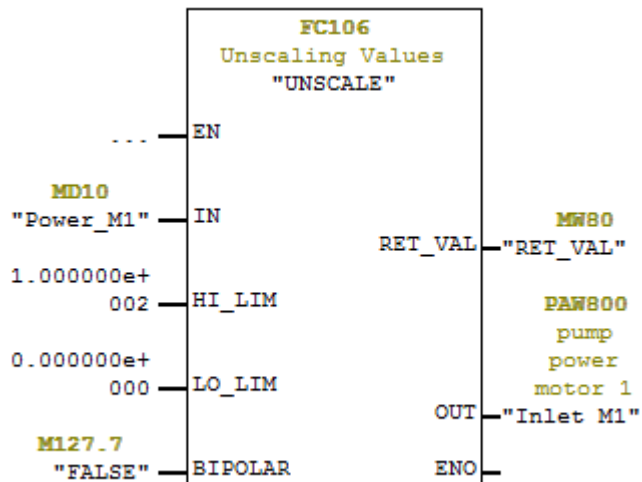 FC106
Unscaling Values
"UNSCALE"
... EN
MD10
"Power_M1" IN
RET_VAL
MW80
"RET_VAL"
1.000000e+
002 HI_LIM
PAW800
pump
power
motor 1
0.000000e+
000 LO_LIM
OUT "Inlet M1"
M127.7
"FALSE" BIPOLAR
ENO